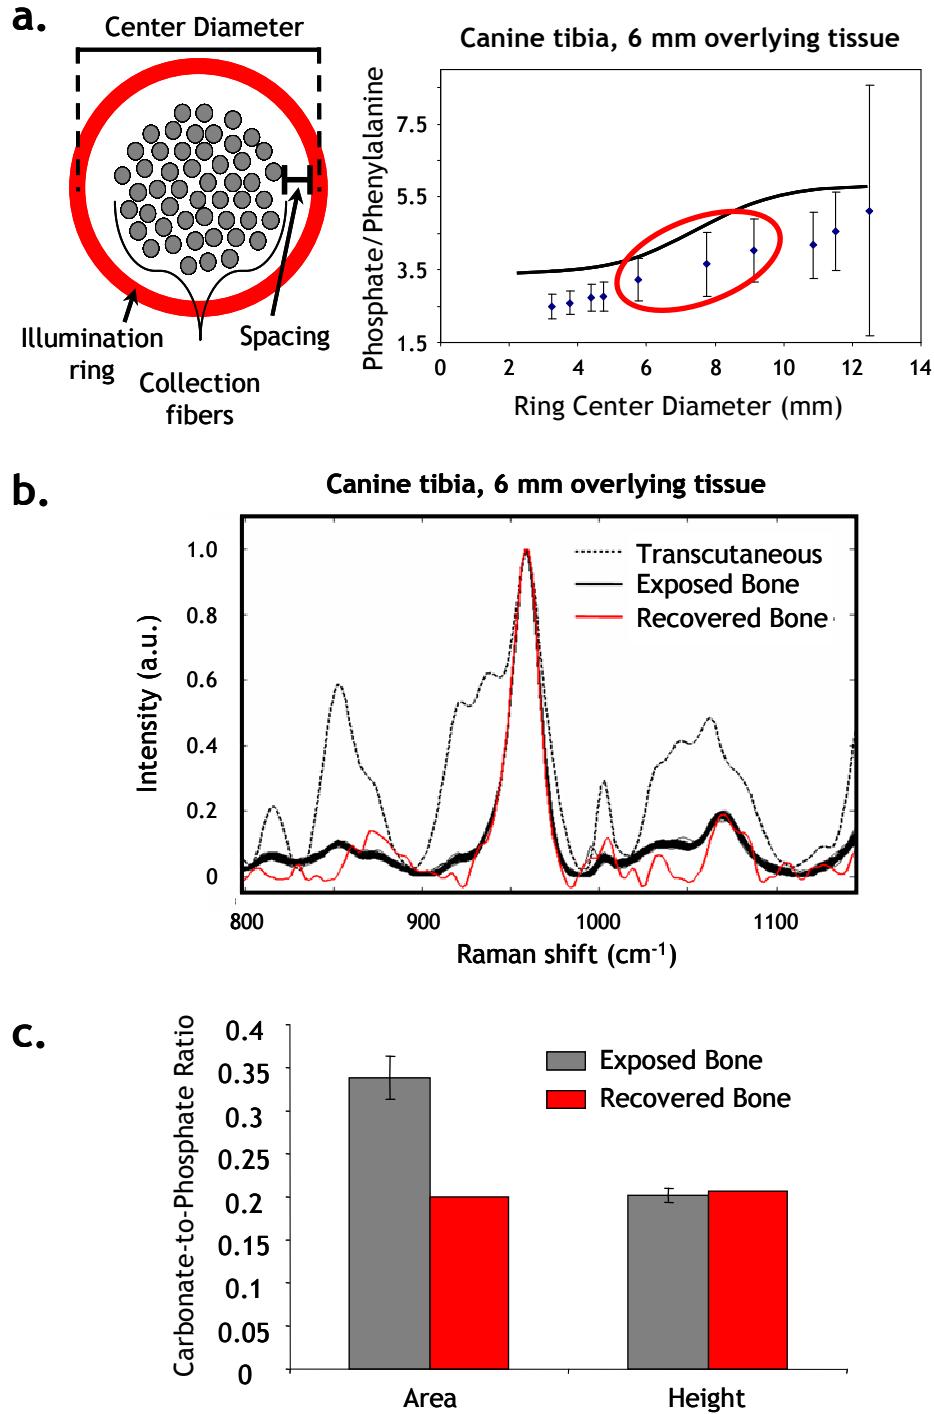 a.
Center Diameter
Illumination
ring
Spacing
Collection
fibers
Canine tibia, 6 mm overlying tissue
Phosphate/Phenylalanine
7.5
5.5
3.5
1.5
0 2 4 6 8 10 12 14
Ring Center Diameter (mm)
b.
Canine tibia, 6 mm overlying tissue
Transcutaneous
Exposed Bone
Recovered Bone
Intensity (a.u.)
1.0
0.8
0.6
0.4
0.2
0
800 900 1000 1100
Raman shift (cm-1)
c.
Carbonate-to-Phosphate Ratio
0.4
0.35
0.3
0.25
0.2
0.15
0.1
0.05
0
Exposed Bone
Recovered Bone
Area Height